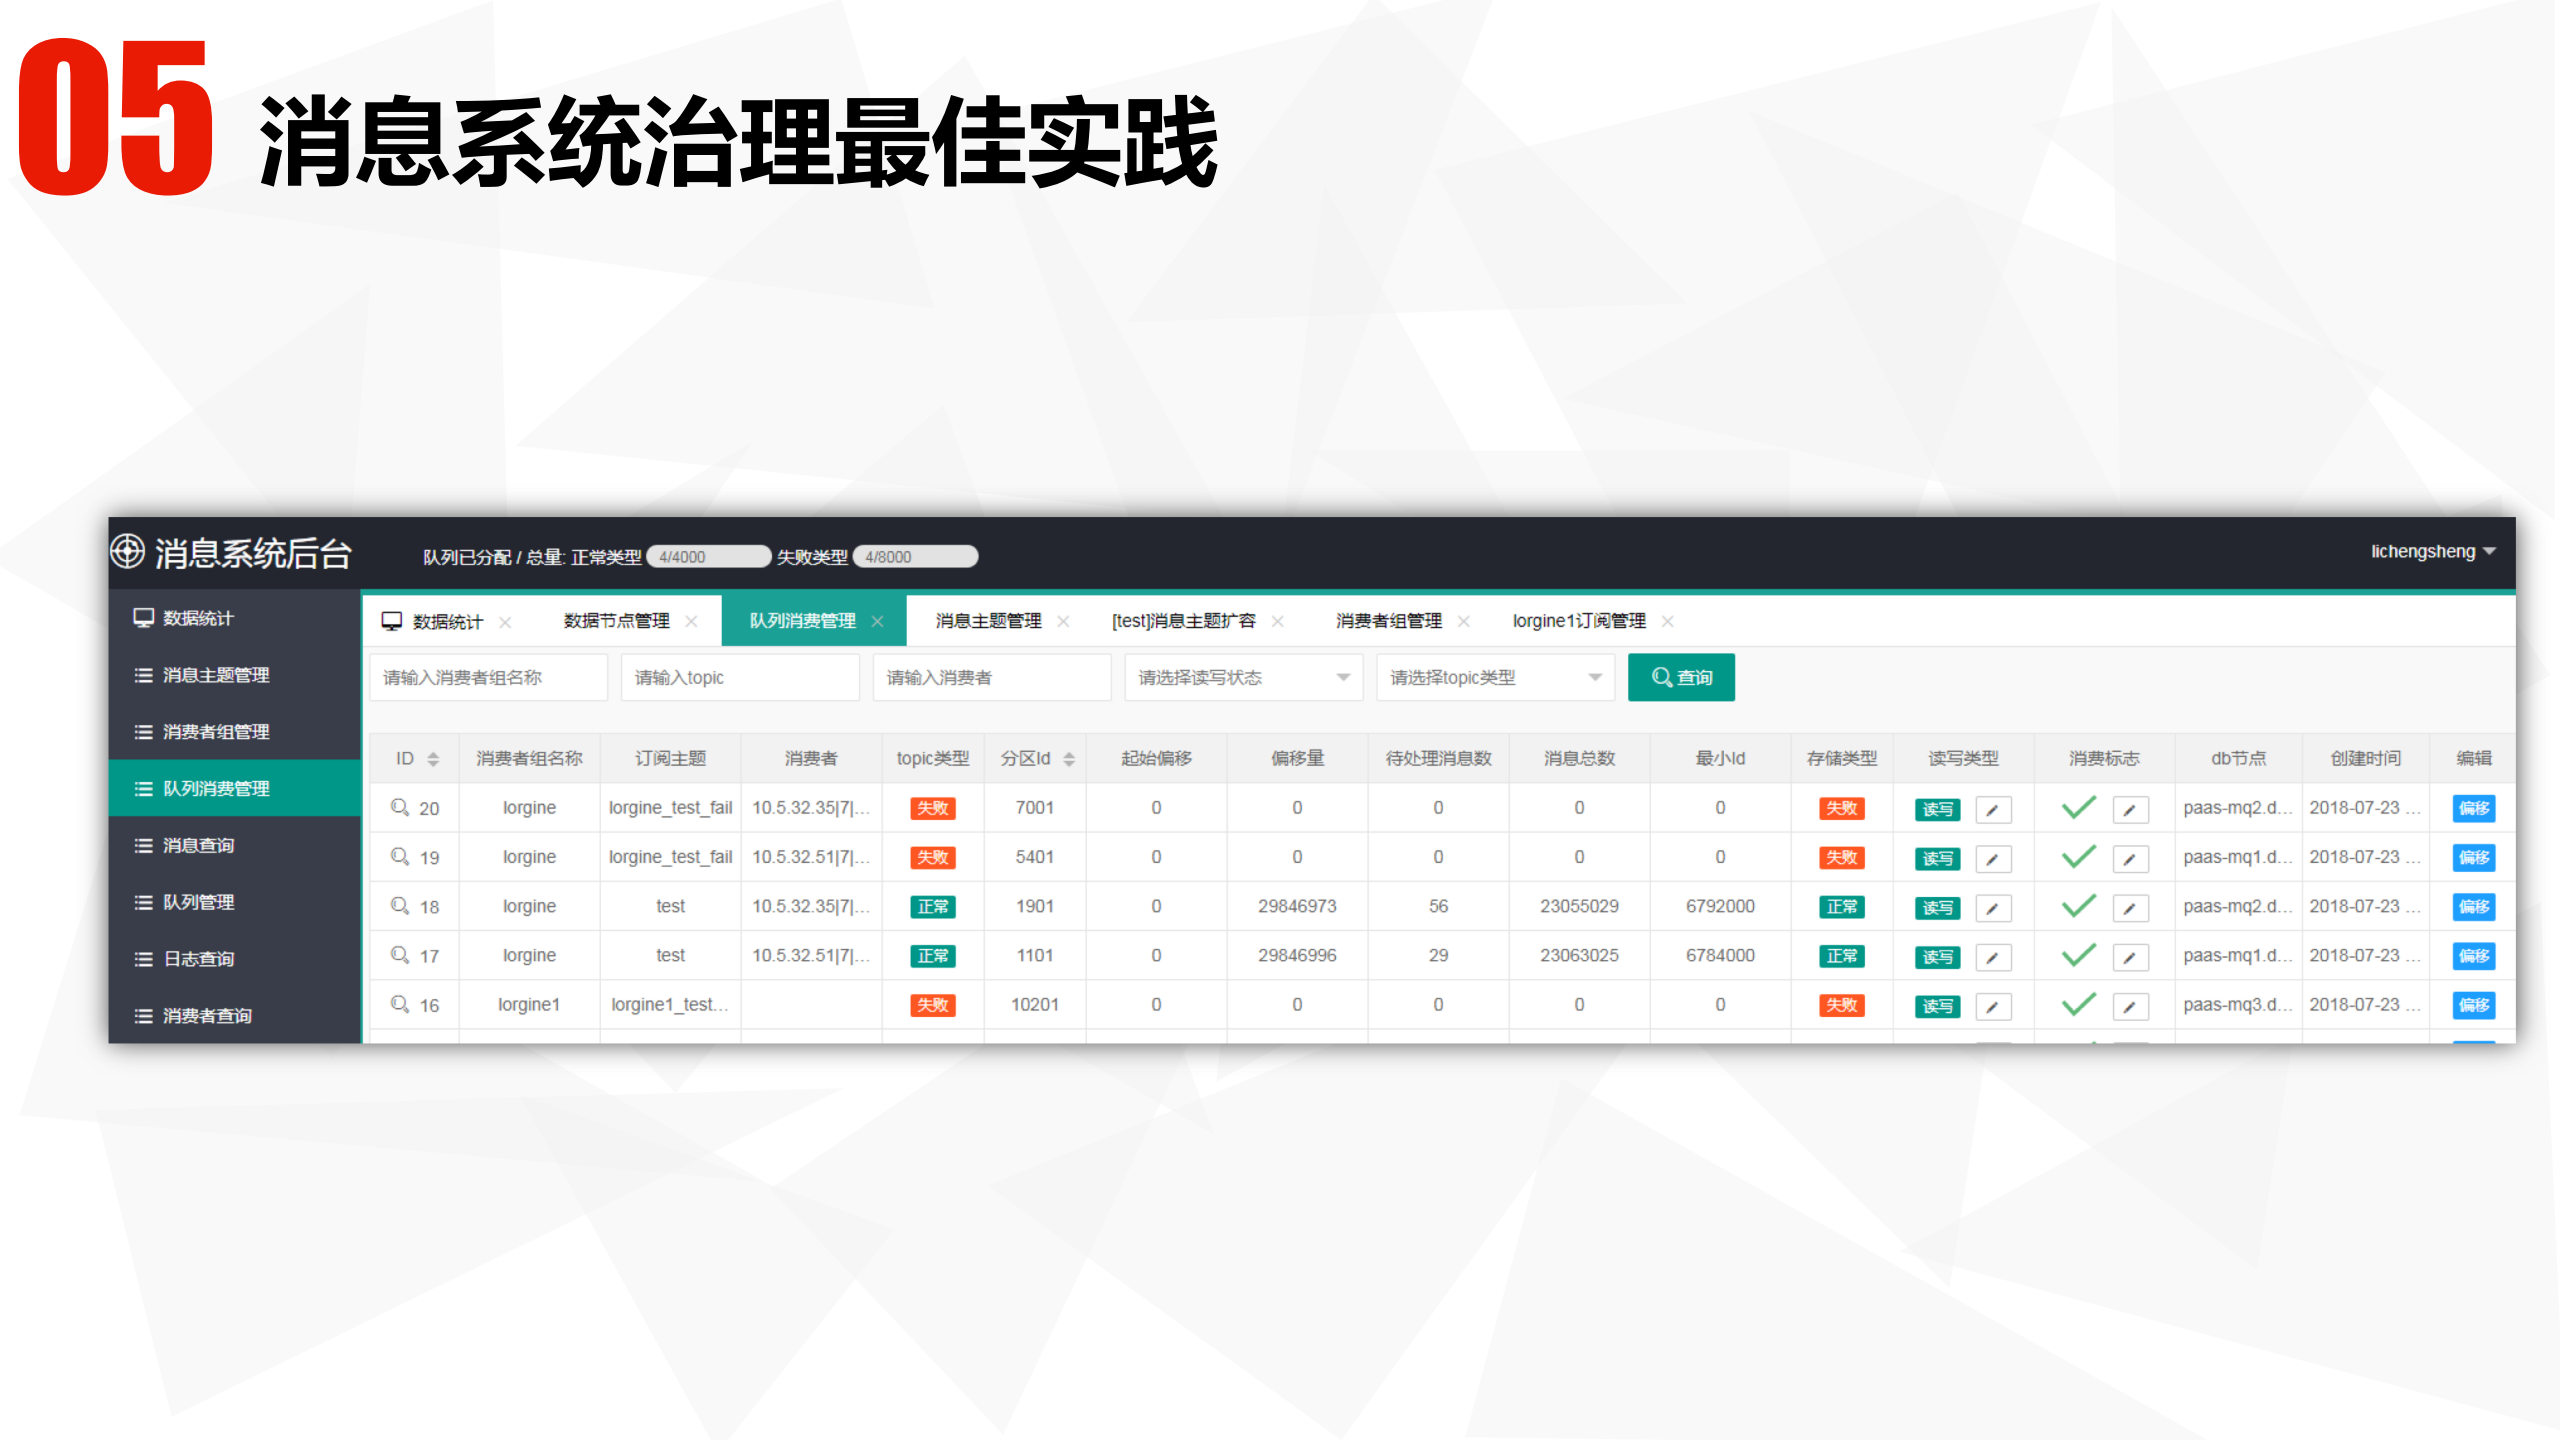 05 消息系统治理最佳实践
消息系统后台 队列已分配 / 总量: 正常类型 4/4000 失败类型 4/8000 lichengsheng
数据统计
消息主题管理
消费者组管理
队列消费管理
消息查询
队列管理
日志查询
消费者查询
数据统计 数据节点管理 队列消费管理 消息主题管理 [test]消息主题扩容 消费者组管理 lorgine1订阅管理
请输入消费者组名称 请输入topic 请输入消费者 请选择读写状态 请选择topic类型 查询
ID 消费者组名称 订阅主题 消费者 topic类型 分区Id 起始偏移 偏移量 待处理消息数 消息总数 最小Id 存储类型 读写类型 消费标志 db节点 创建时间 编辑
20 lorgine lorgine_test_fail 10.5.32.35|7|... 失败 7001 0 0 0 0 0 失败 读写 paas-mq2.d... 2018-07-23 ... 偏移
19 lorgine lorgine_test_fail 10.5.32.51|7|... 失败 5401 0 0 0 0 0 失败 读写 paas-mq1.d... 2018-07-23 ... 偏移
18 lorgine test 10.5.32.35|7|... 正常 1901 0 29846973 56 23055029 6792000 正常 读写 paas-mq2.d... 2018-07-23 ... 偏移
17 lorgine test 10.5.32.51|7|... 正常 1101 0 29846996 29 23063025 6784000 正常 读写 paas-mq1.d... 2018-07-23 ... 偏移
16 lorgine1 lorgine1_test... 失败 10201 0 0 0 0 0 失败 读写 paas-mq3.d... 2018-07-23 ... 偏移